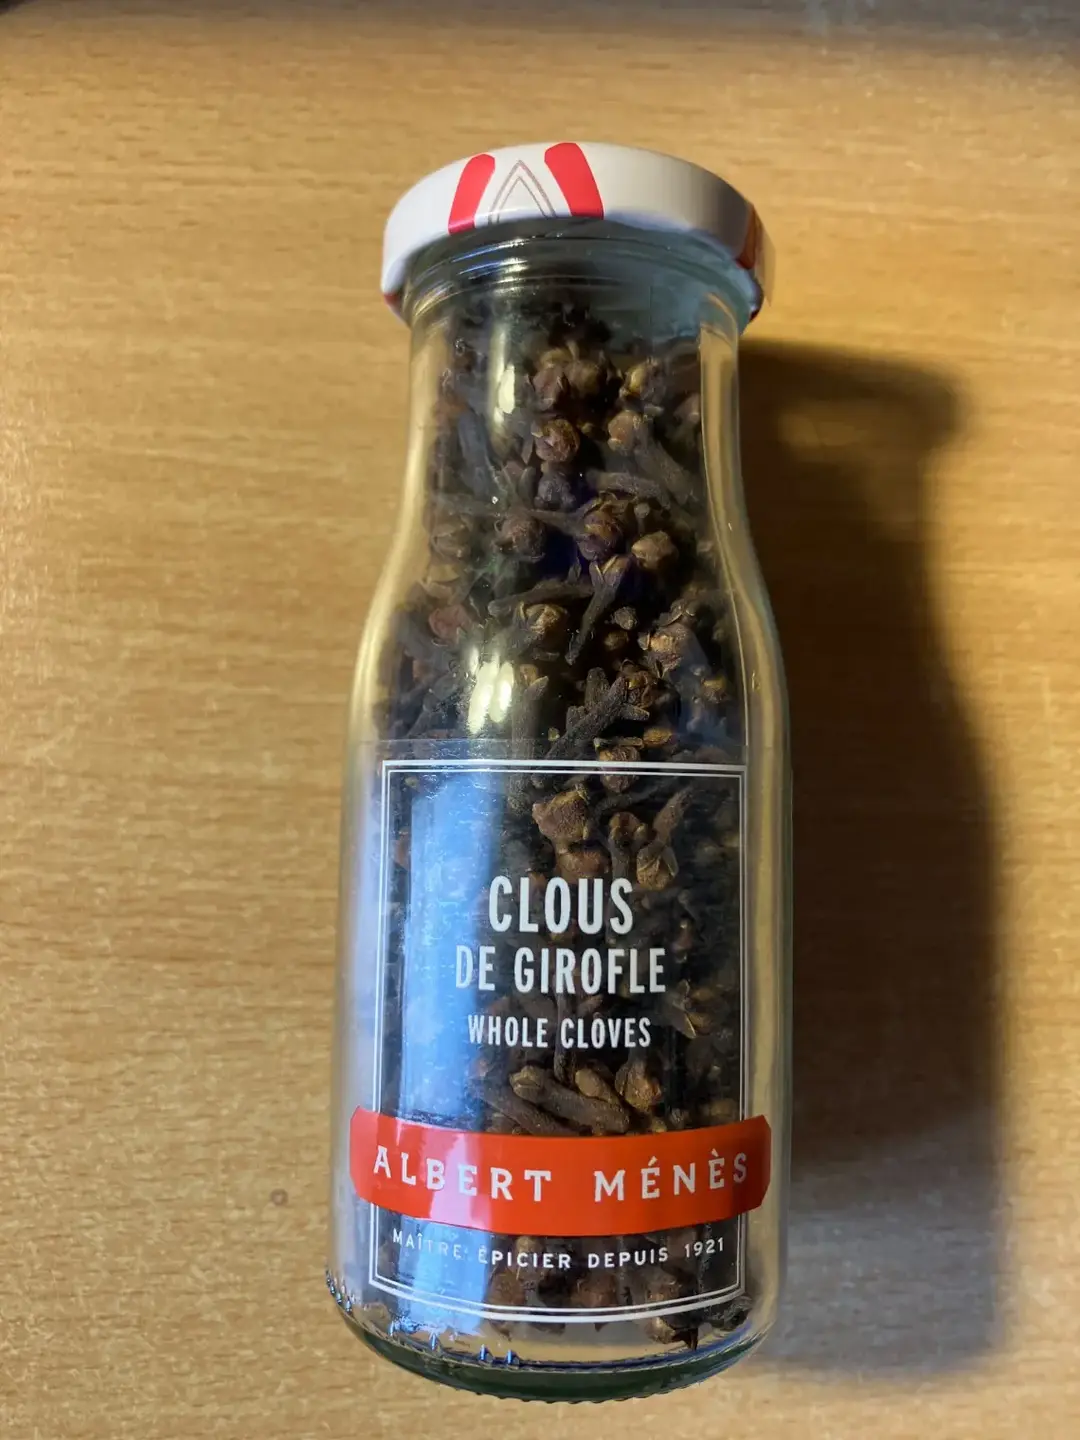 CLOUS
DE GIROFLE
WHOLE CLOVES
ALBERT MÉNÈS
MAÎTRE ÉPICIER DEPUIS 1921